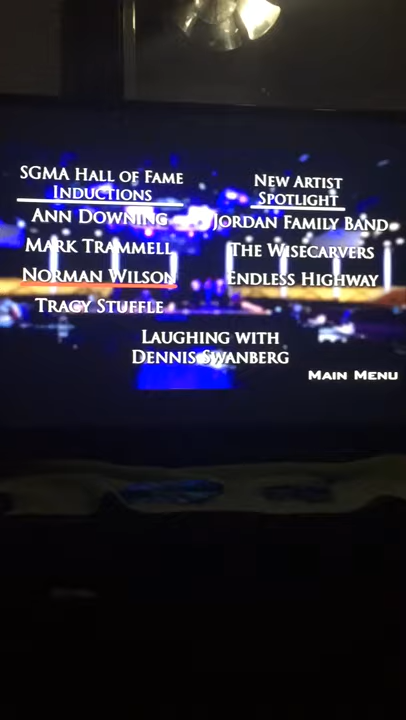 SGMA Hall of Fame
Inductions
Ann Downing
Mark Trammell
Norman Wilson
Tracy Stuffle
New Artist
Spotlight
Jordan Family Band
The Wisecarvers
Endless Highway
Laughing with
Dennis Swanberg
Main Menu